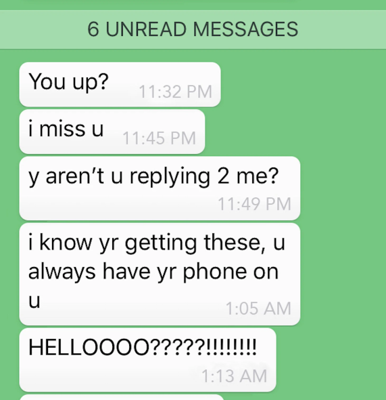 6 UNREAD MESSAGES
You up?
11:32 PM
i miss u
11:45 PM
y aren’t u replying 2 me?
11:49 PM
i know yr getting these, u
always have yr phone on
u
1:05 AM
HELLOOOO?????!!!!!!!!
1:13 AM